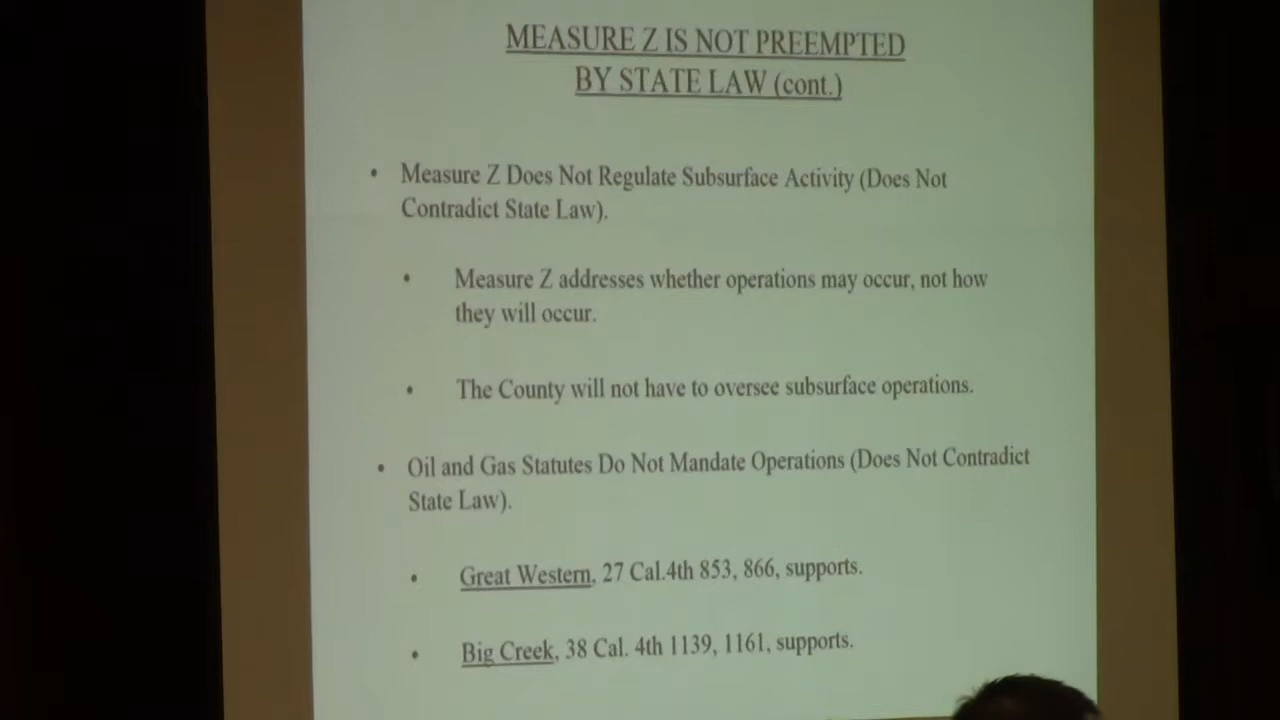 MEASURE Z IS NOT PREEMPTED
BY STATE LAW (cont.)
• Measure Z Does Not Regulate Subsurface Activity (Does Not
Contradict State Law).
• Measure Z addresses whether operations may occur, not how
they will occur.
• The County will not have to oversee subsurface operations.
• Oil and Gas Statutes Do Not Mandate Operations (Does Not Contradict
State Law).
• Great Western, 27 Cal.4th 853, 866, supports.
• Big Creek, 38 Cal. 4th 1139, 1161, supports.